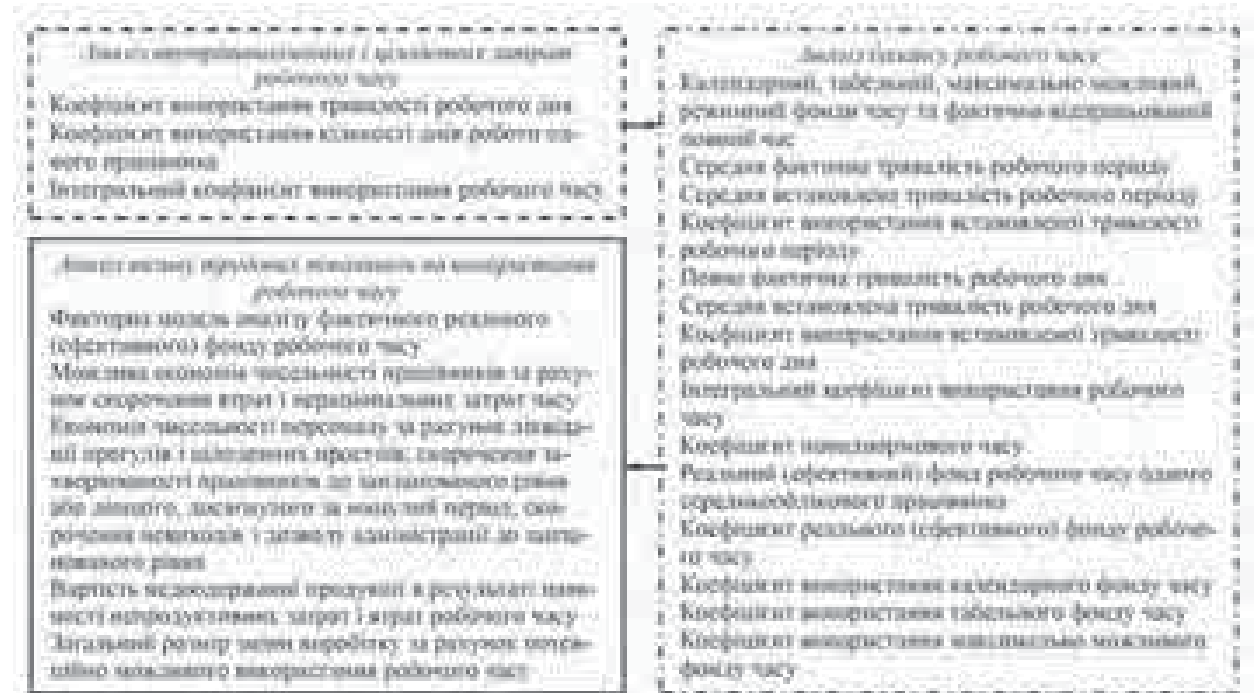 Аналіз внутрішньозмінних і цілоденних затрат
робочого часу
Коефіцієнт використання тривалості робочого дня
Коефіцієнт використання кількості днів роботи од-
ного працівника
Інтегральний коефіцієнт використання робочого часу
Аналіз впливу трудових показників на використання
робочого часу
Факторна модель аналізу фактичного реального
(ефективного) фонду робочого часу
Можлива економія чисельності працівників за раху-
нок скорочення втрат і нераціональних затрат часу
Економія чисельності персоналу за рахунок ліквіда-
ції прогулів і цілоденних простоїв, скорочення за-
хворюваності працівників до запланованого рівня
або ліпшого, досягнутого за минулий період, ско-
рочення невиходів з дозволу адміністрації до запла-
нованого рівня
Вартість недоодержаної продукції в результаті наяв-
ності непродуктивних затрат і втрат робочого часу
Загальний розмір зміни виробітку за рахунок потен-
ційно можливого використання робочого часу
Аналіз балансу робочого часу
Календарний, табельний, максимально можливий,
режимний фонди часу та фактично відпрацьований
повний час
Середня фактична тривалість робочого періоду
Середня встановлена тривалість робочого періоду
Коефіцієнт використання встановленої тривалості
робочого періоду
Повна фактична тривалість робочого дня
Середня встановлена тривалість робочого дня
Коефіцієнт використання встановленої тривалості
робочого дня
Інтегральний коефіцієнт використання робочого
часу
Коефіцієнт понаднормового часу
Реальний (ефективний) фонд робочого часу одного
середньооблікового працівника
Коефіцієнт реального (ефективного) фонду робочо-
го часу
Коефіцієнт використання календарного фонду часу
Коефіцієнт використання табельного фонду часу
Коефіцієнт використання максимально можливого
фонду часу